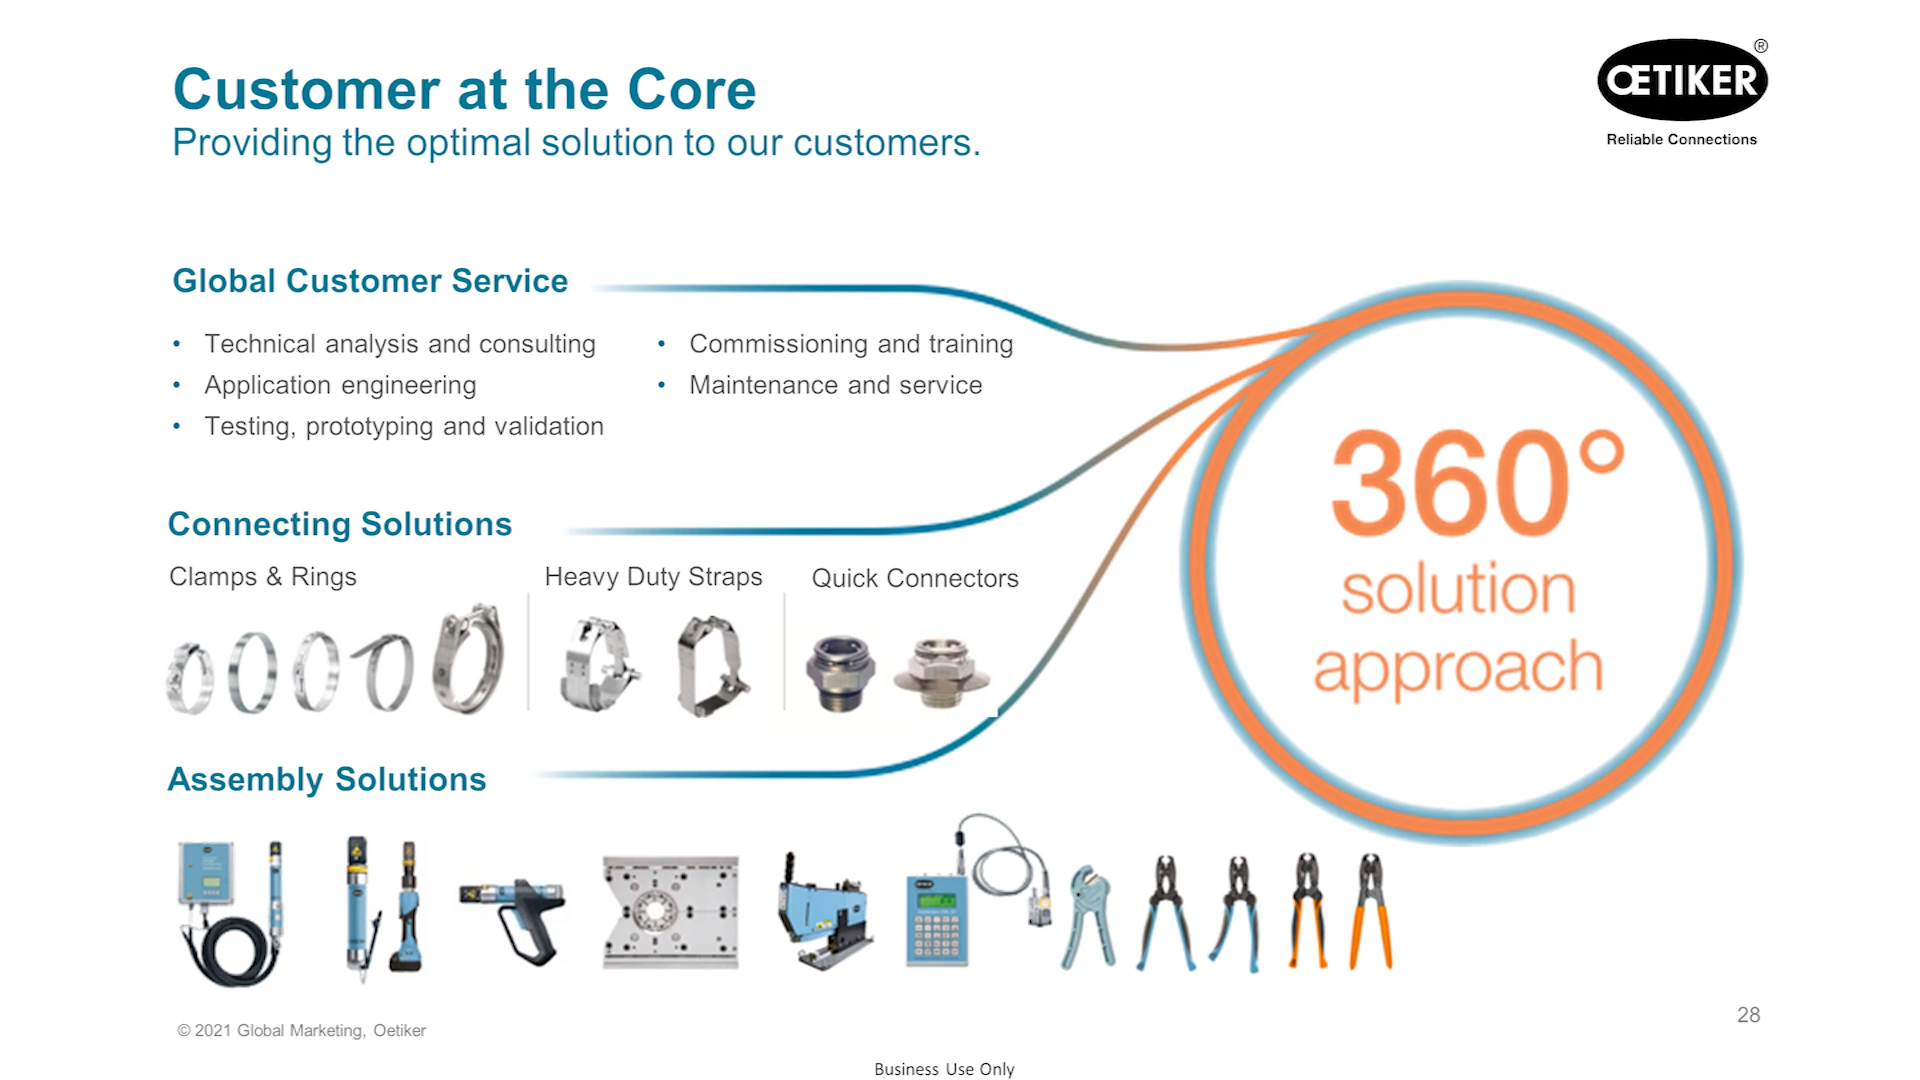 Customer at the Core
Providing the optimal solution to our customers.
ŒTIKER®
Reliable Connections
Global Customer Service
• Technical analysis and consulting
• Application engineering
• Testing, prototyping and validation
• Commissioning and training
• Maintenance and service
Connecting Solutions
Clamps & Rings
Heavy Duty Straps
Quick Connectors
Assembly Solutions
360°
solution
approach
© 2021 Global Marketing, Oetiker
28
Business Use Only